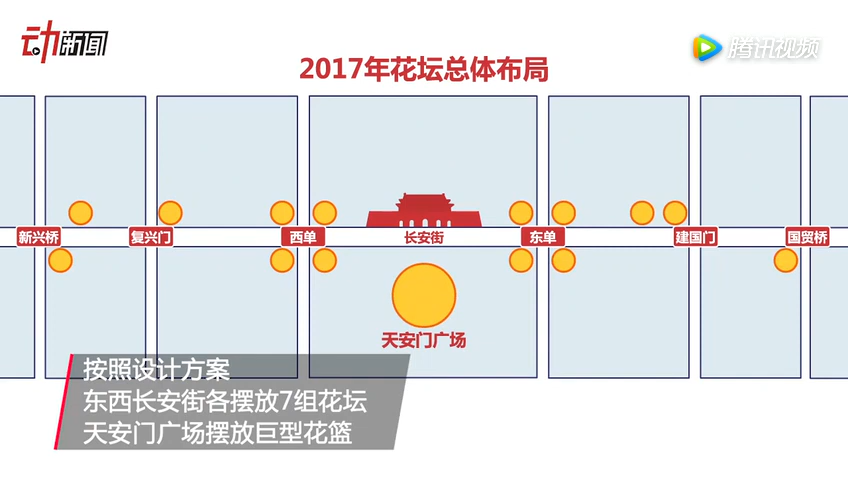 动新闻
腾讯视频
2017年花坛总体布局
新兴桥
复兴门
西单
长安街
东单
建国门
国贸桥
天安门广场
按照设计方案
东西长安街各摆放7组花坛
天安门广场摆放巨型花篮